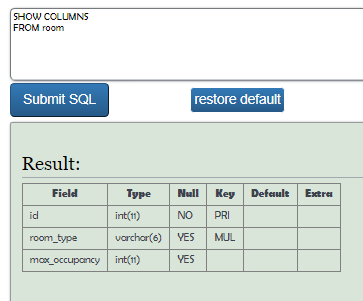 SHOW COLUMNS
FROM room
Submit SQL restore default
Result:
Field Type Null Key Default Extra
id int(11) NO PRI
room_type varchar(6) YES MUL
max_occupancy int(11) YES